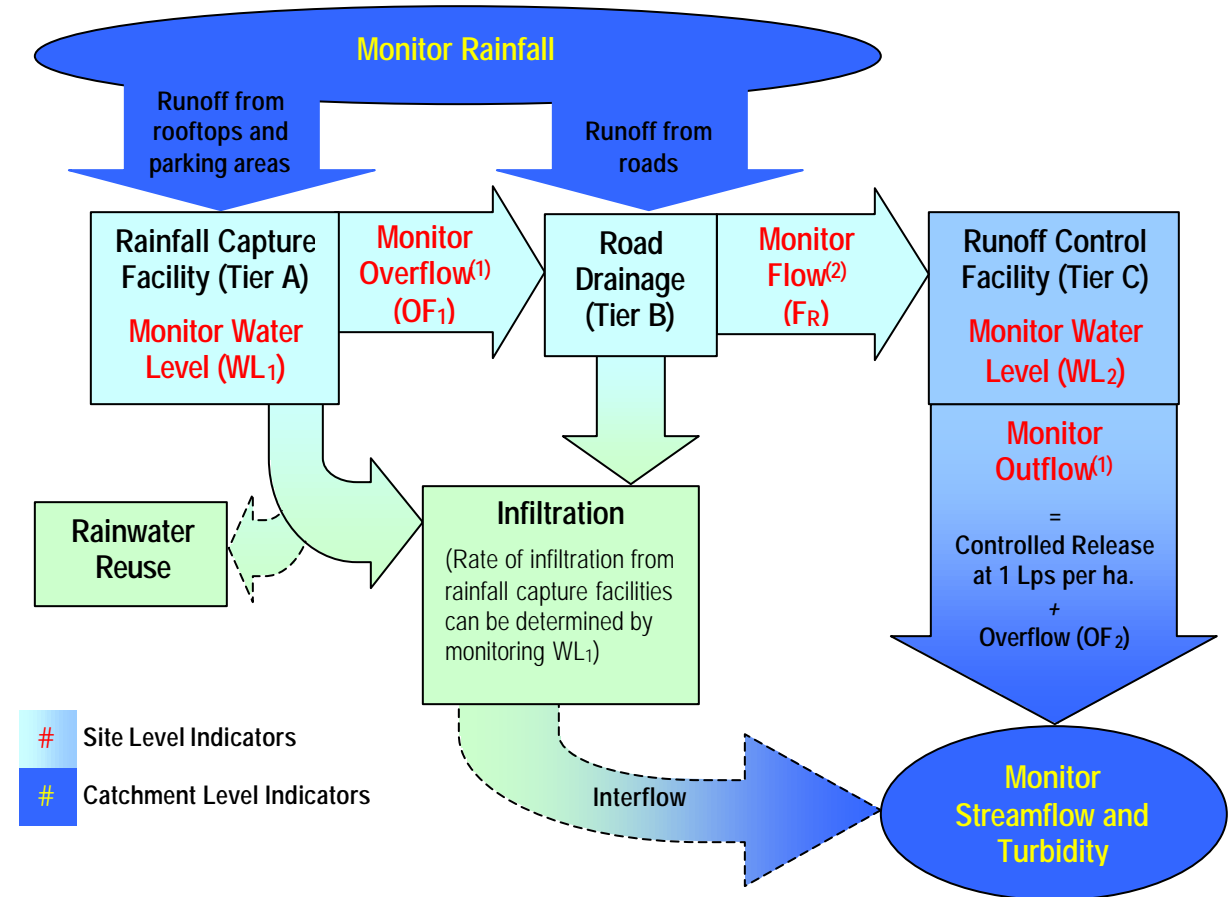 Monitor Rainfall
Runoff from
rooftops and
parking areas
Runoff from
roads
Rainfall Capture
Facility (Tier A)
Monitor Water
Level (WL₁)
Monitor
Overflow⁽¹⁾
(OF₁)
Road
Drainage
(Tier B)
Monitor
Flow⁽²⁾
(F_R)
Runoff Control
Facility (Tier C)
Monitor Water
Level (WL₂)
Monitor
Outflow⁽¹⁾
=
Controlled Release
at 1 Lps per ha.
+
Overflow (OF₂)
Rainwater
Reuse
Infiltration
(Rate of infiltration from
rainfall capture facilities
can be determined by
monitoring WL₁)
# Site Level Indicators
# Catchment Level Indicators
Interflow
Monitor
Streamflow and
Turbidity